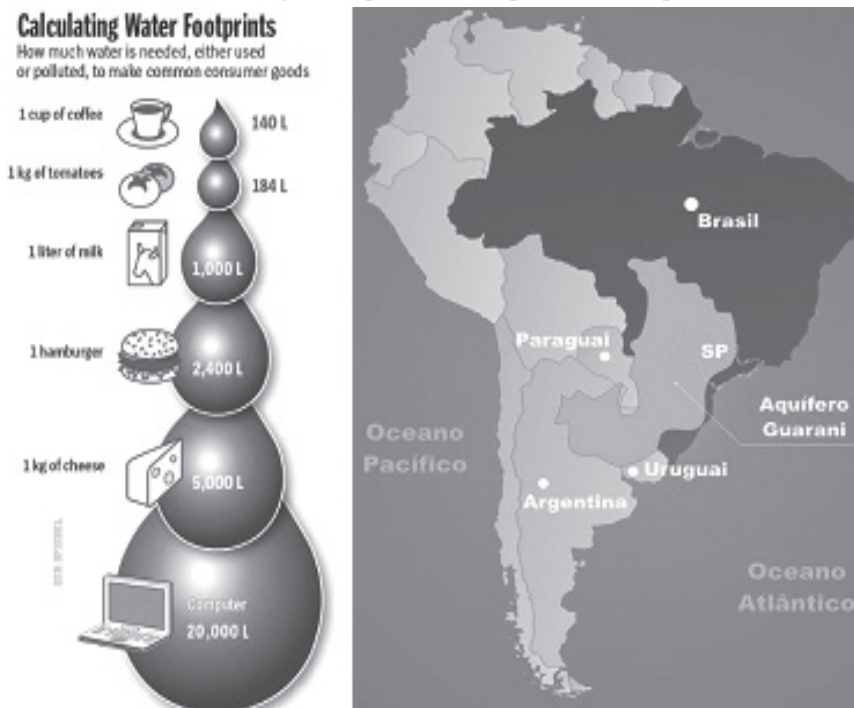 Calculating Water Footprints
How much water is needed, either used
or polluted, to make common consumer goods
1 cup of coffee
140 L
1 kg of tomatoes
184 L
1 liter of milk
1,000 L
1 hamburger
2,400 L
1 kg of cheese
5,000 L
DER SPIEGEL
Computer
20,000 L
Brasil
Paraguai
SP
Aquífero
Guarani
Oceano
Pacífico
Uruguai
Argentina
Oceano
Atlântico